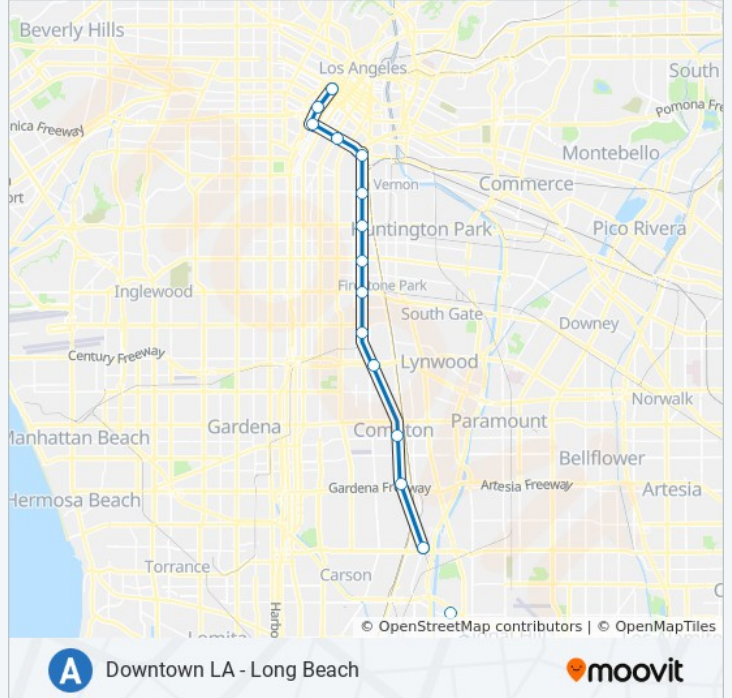 Beverly Hills
Los Angeles
South
Pomona Fre
nica Freeway
Montebello
ort
Vernon
Commerce
Huntington Park
Pico Rivera
Inglewood
Firestone Park
South Gate
Downey
Century Freeway
Lynwood
Norwalk
Gardena
Compton
Paramount
Manhattan Beach
Bellflower
Gardena Freeway
Artesia Freeway
Artesia
Hermosa Beach
Torrance
Carson
C
Harbo
Lomita
© OpenStreetMap contributors | © OpenMapTiles
A Downtown LA - Long Beach
moovit